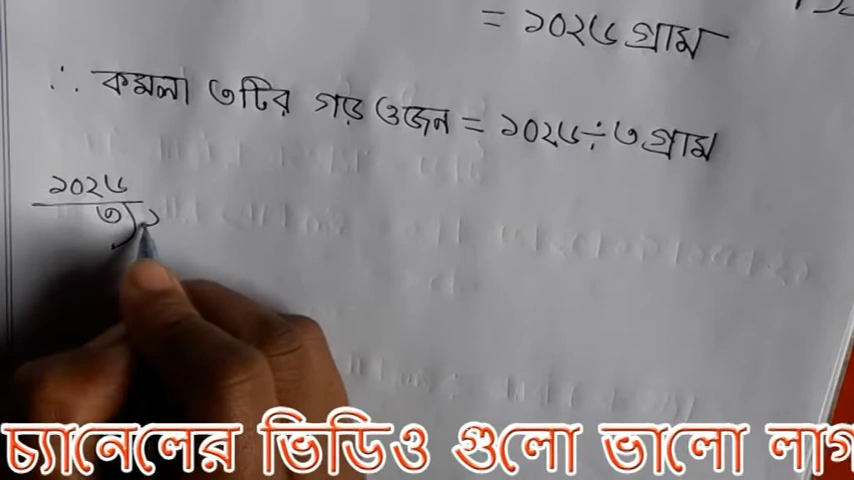 = ১০২৬ গ্রাম
∴ কমলা ৩টির গড় ওজন = ১০২৬ ÷ ৩ গ্রাম
১০২৬
৩) ১
চ্যানেলের ভিডিও গুলো ভালো লাগ